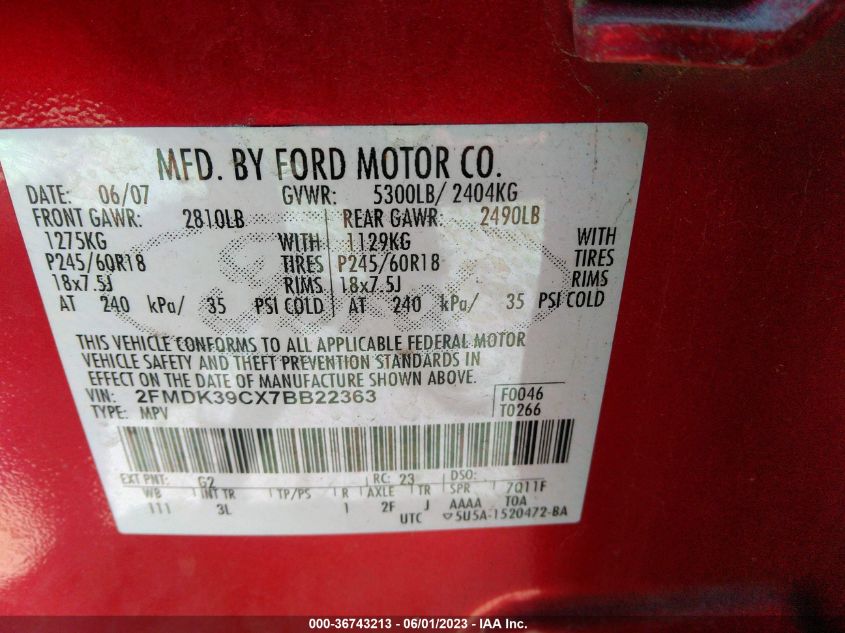 MFD. BY FORD MOTOR CO.
DATE: 06/07 GVWR: 5300LB/ 2404KG
FRONT GAWR: 2810LB REAR GAWR: 2490LB
1275KG WITH 1129KG WITH
P245/60R18 TIRES P245/60R18 TIRES
18x7.5J RIMS 18x7.5J RIMS
AT 240 kPa/ 35 PSI COLD AT 240 kPa/ 35 PSI COLD
THIS VEHICLE CONFORMS TO ALL APPLICABLE FEDERAL MOTOR
VEHICLE SAFETY AND THEFT PREVENTION STANDARDS IN
EFFECT ON THE DATE OF MANUFACTURE SHOWN ABOVE.
VIN: 2FMDK39CX7BB22363 F0046
TYPE: MPV T0266
EXT PNT: G2 RC: 23 DSO:
WB INT TR TP/PS R AXLE TR SPR 7Q11F
111 3L 1 2F J AAAA TOA
UTC ▽5U5A-1520472-BA
000-36743213 - 06/01/2023 - IAA Inc.